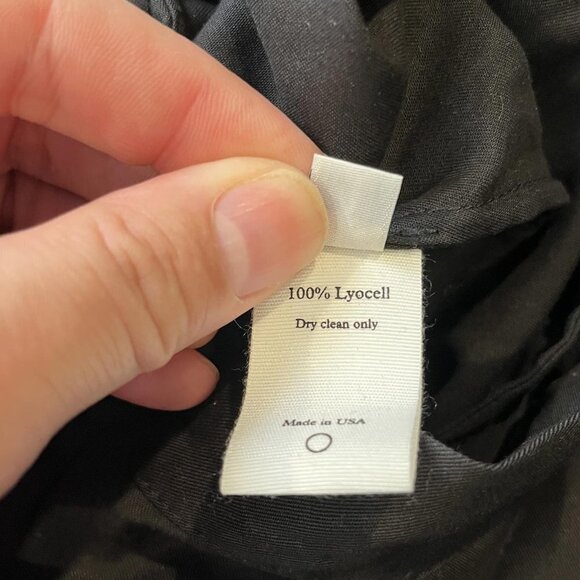 100% Lyocell
Dry clean only
Made in USA